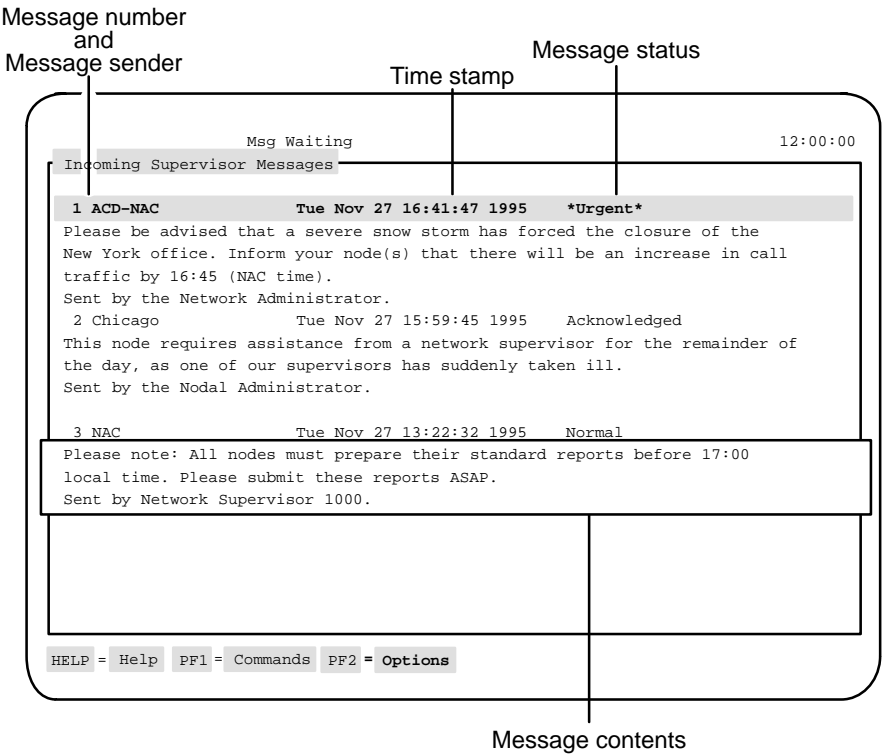 Message number
and
Message sender
Time stamp
Message status
Msg Waiting 12:00:00
Incoming Supervisor Messages
1 ACD–NAC Tue Nov 27 16:41:47 1995 *Urgent*
Please be advised that a severe snow storm has forced the closure of the
New York office. Inform your node(s) that there will be an increase in call
traffic by 16:45 (NAC time).
Sent by the Network Administrator.
2 Chicago Tue Nov 27 15:59:45 1995 Acknowledged
This node requires assistance from a network supervisor for the remainder of
the day, as one of our supervisors has suddenly taken ill.
Sent by the Nodal Administrator.
3 NAC Tue Nov 27 13:22:32 1995 Normal
Please note: All nodes must prepare their standard reports before 17:00
local time. Please submit these reports ASAP.
Sent by Network Supervisor 1000.
HELP = Help PF1 = Commands PF2 = Options
Message contents